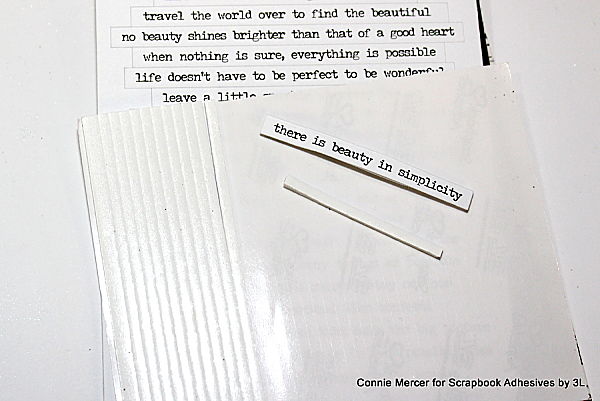 travel the world over to find the beautiful
no beauty shines brighter than that of a good heart
when nothing is sure, everything is possible
life doesn't have to be perfect to be wonderful
leave a little
there is beauty in simplicity
Connie Mercer for Scrapbook Adhesives by 3L.